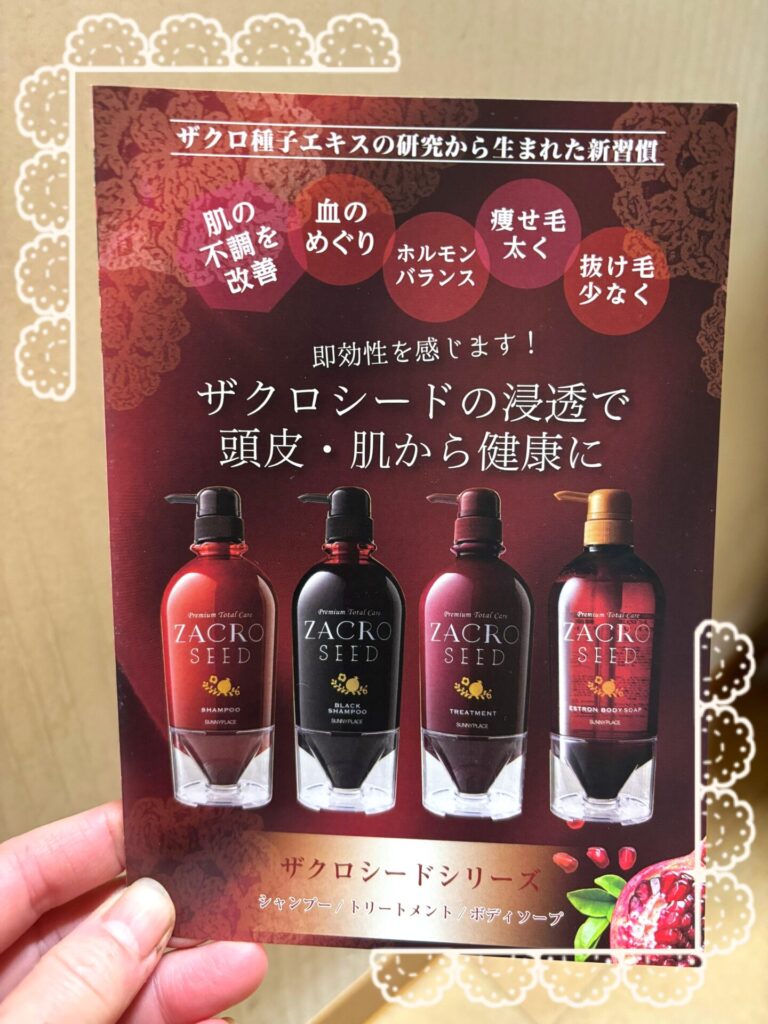 ザクロ種子エキスの研究から生まれた新習慣
肌の
不調を
改善
血の
めぐり
ホルモン
バランス
痩せ毛
太く
抜け毛
少なく
即効性を感じます！
ザクロシードの浸透で
頭皮・肌から健康に
Premium Total Care
ZACRO
SEED
SHAMPOO
SUNNYPLACE
Premium Total Care
ZACRO
SEED
BLACK
SHAMPOO
SUNNYPLACE
Premium Total Care
ZACRO
SEED
TREATMENT
SUNNYPLACE
Premium Total Care
ZACRO
SEED
ESTRON BODY SOAP
SUNNYPLACE
ザクロシードシリーズ
シャンプー / トリートメント / ボディソープ